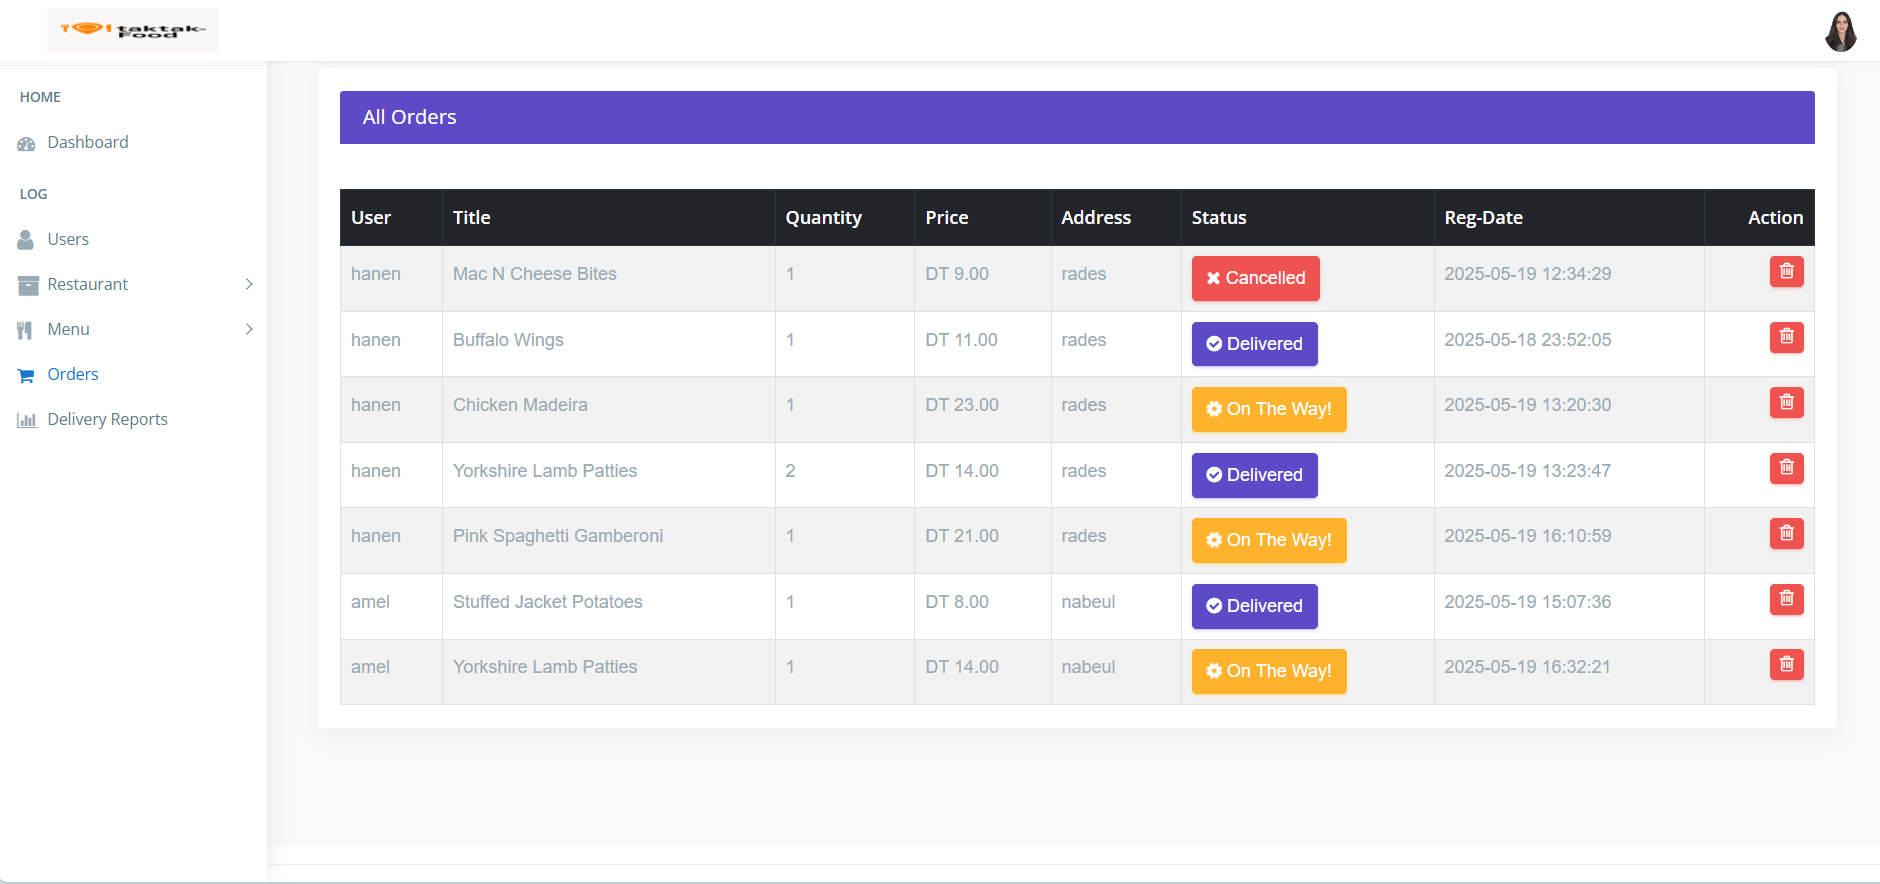 taktak-
Food
HOME
Dashboard
LOG
Users
Restaurant
Menu
Orders
Delivery Reports
All Orders
User Title Quantity Price Address Status Reg-Date Action
hanen Mac N Cheese Bites 1 DT 9.00 rades Cancelled 2025-05-19 12:34:29
hanen Buffalo Wings 1 DT 11.00 rades Delivered 2025-05-18 23:52:05
hanen Chicken Madeira 1 DT 23.00 rades On The Way! 2025-05-19 13:20:30
hanen Yorkshire Lamb Patties 2 DT 14.00 rades Delivered 2025-05-19 13:23:47
hanen Pink Spaghetti Gamberoni 1 DT 21.00 rades On The Way! 2025-05-19 16:10:59
amel Stuffed Jacket Potatoes 1 DT 8.00 nabeul Delivered 2025-05-19 15:07:36
amel Yorkshire Lamb Patties 1 DT 14.00 nabeul On The Way! 2025-05-19 16:32:21